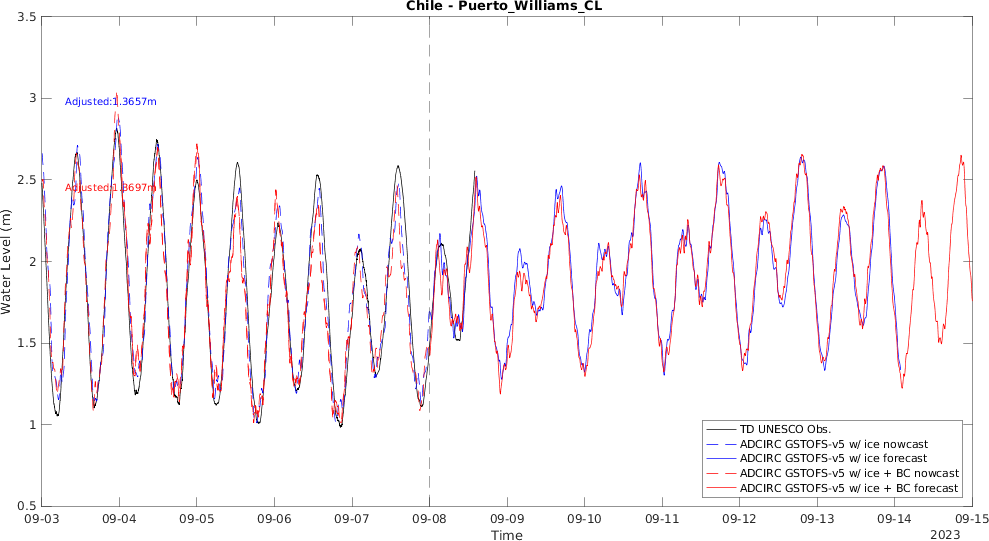 Chile - Puerto_Williams_CL
3.5
3
2.5
2
1.5
1
0.5
Water Level (m)
Adjusted:1.3657m
Adjusted:1.3697m
TD UNESCO Obs.
ADCIRC GSTOFS-v5 w/ ice nowcast
ADCIRC GSTOFS-v5 w/ ice forecast
ADCIRC GSTOFS-v5 w/ ice + BC nowcast
ADCIRC GSTOFS-v5 w/ ice + BC forecast
09-03 09-04 09-05 09-06 09-07 09-08 09-09 09-10 09-11 09-12 09-13 09-14 09-15
Time
2023